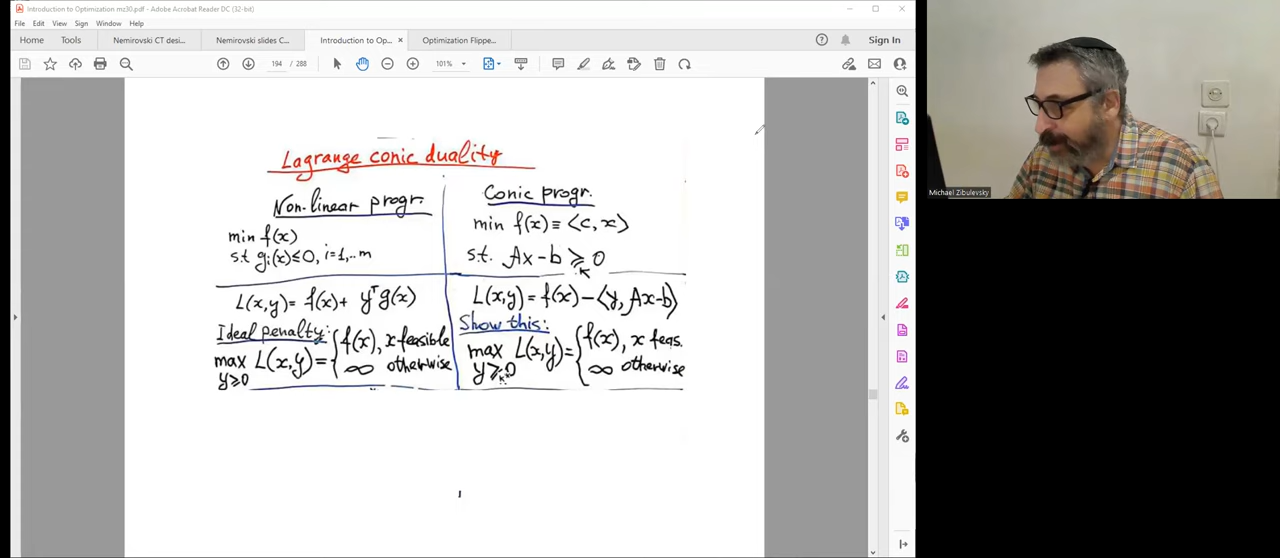 Introduction to Optimization mz30.pdf - Adobe Acrobat Reader DC (32-bit)
File Edit View Sign Window Help
Home Tools Nemirovski CT desi... Nemirovski slides C... Introduction to Op... × Optimization Flippe... Sign In
194 / 288 101%
Lagrange conic duality
Non-linear progr.
min f(x)
s.t gi(x)≤0, i=1,..m
L(x,y)= f(x)+ yᵀg(x)
Ideal penalty:
max L(x,y)= { f(x), x feasible
y≥0 ∞ otherwise
Conic progr.
min f(x) ≡ ⟨c, x⟩
s.t. Ax-b ≽ 0
K
L(x,y)=f(x)-⟨y, Ax-b⟩
Show this:
max L(x,y)= { f(x), x feas.
y≽0 ∞ otherwise
K*
Michael Zibulevsky